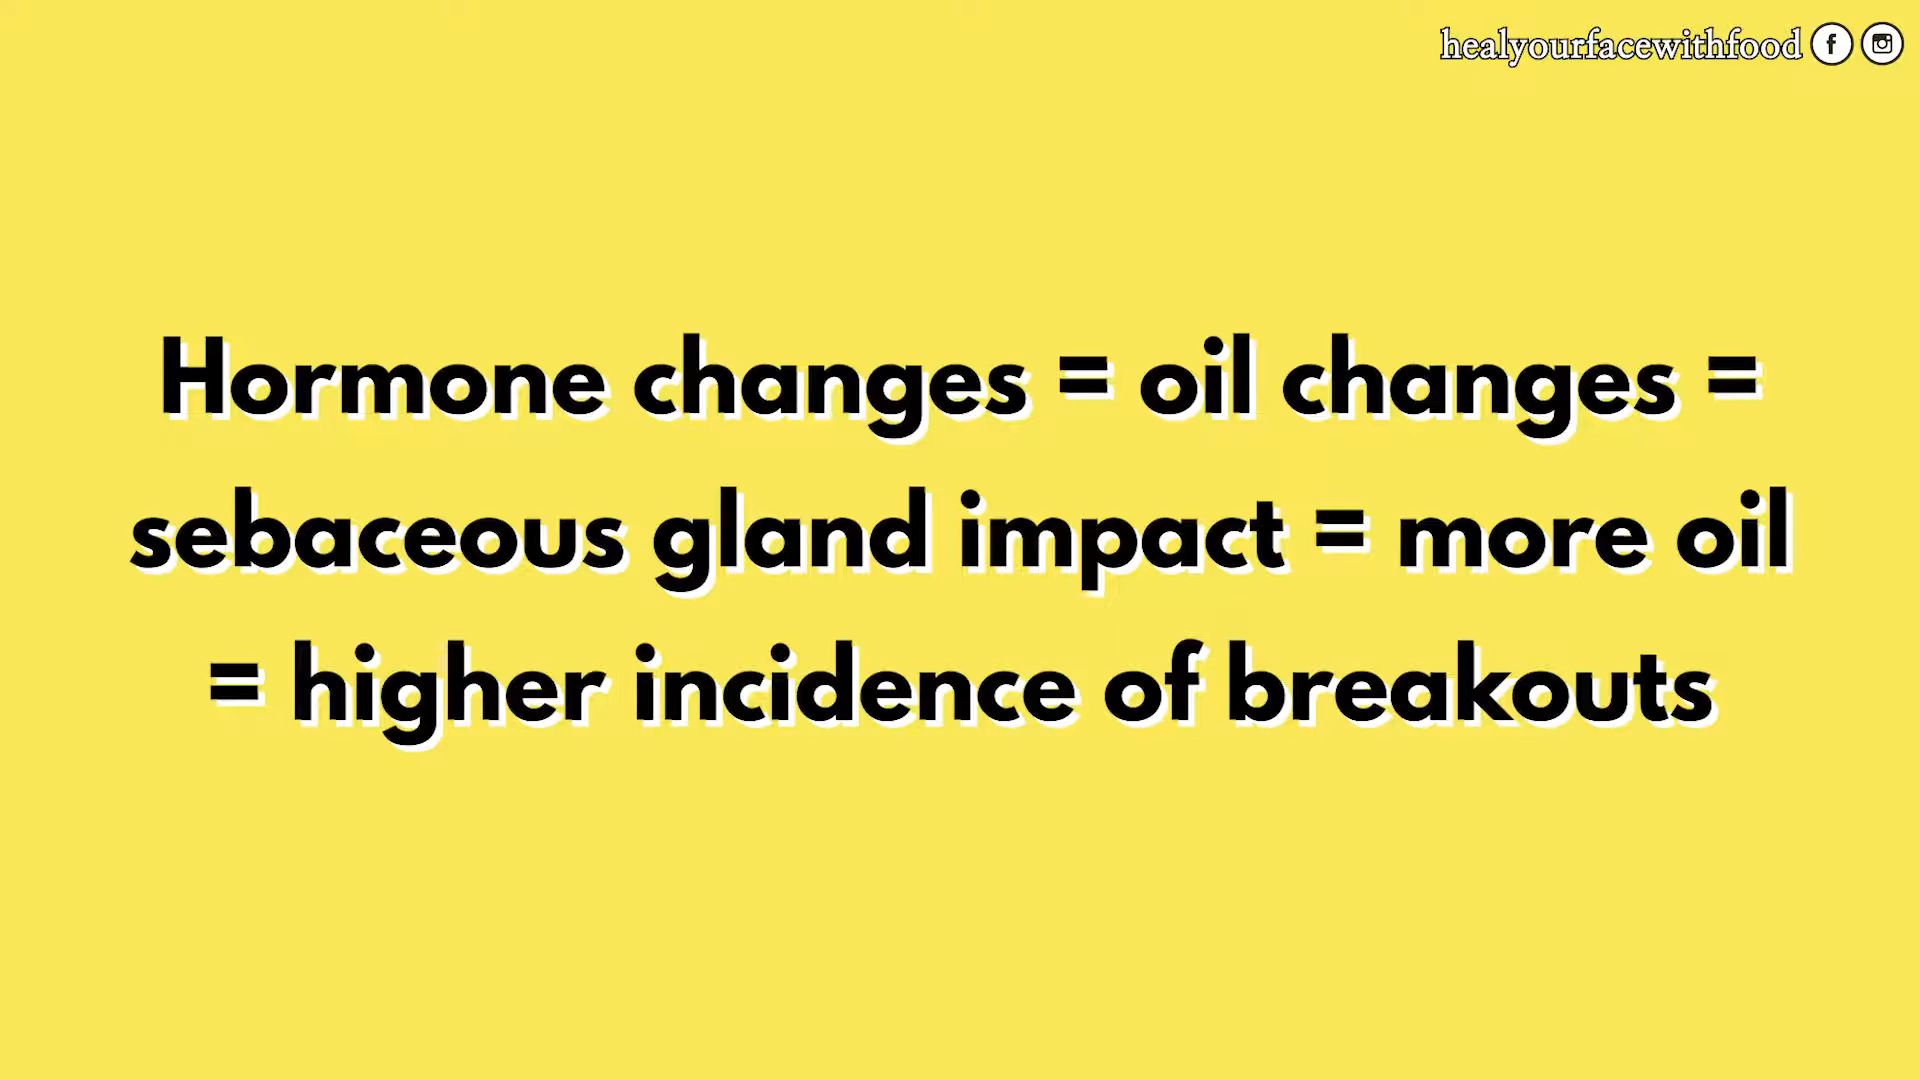 healyourfacewithfood
Hormone changes = oil changes =
sebaceous gland impact = more oil
= higher incidence of breakouts